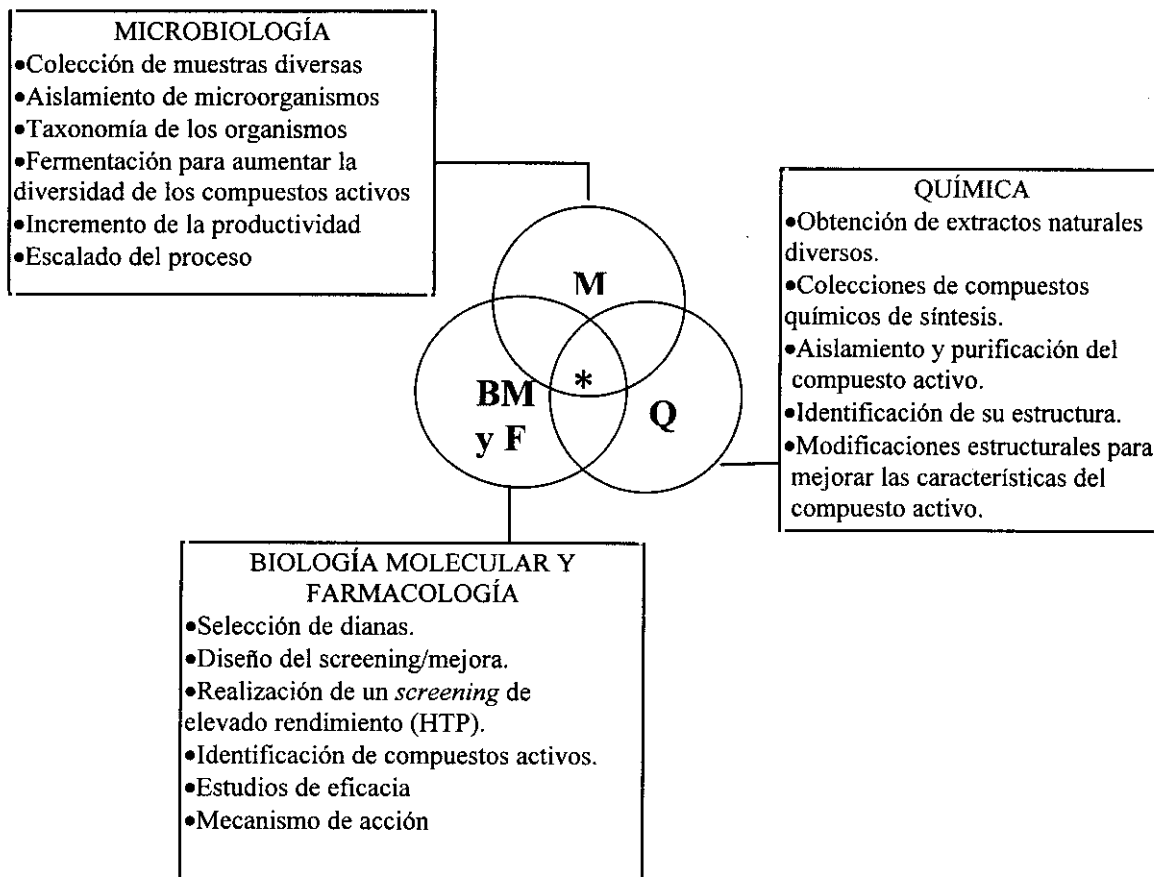 MICROBIOLOGÍA
•Colección de muestras diversas
•Aislamiento de microorganismos
•Taxonomía de los organismos
•Fermentación para aumentar la
diversidad de los compuestos activos
•Incremento de la productividad
•Escalado del proceso
QUÍMICA
•Obtención de extractos naturales
diversos.
•Colecciones de compuestos
químicos de síntesis.
•Aislamiento y purificación del
compuesto activo.
•Identificación de su estructura.
•Modificaciones estructurales para
mejorar las características del
compuesto activo.
M
*
BM
y F
Q
BIOLOGÍA MOLECULAR Y
FARMACOLOGÍA
•Selección de dianas.
•Diseño del screening/mejora.
•Realización de un screening de
elevado rendimiento (HTP).
•Identificación de compuestos activos.
•Estudios de eficacia
•Mecanismo de acción